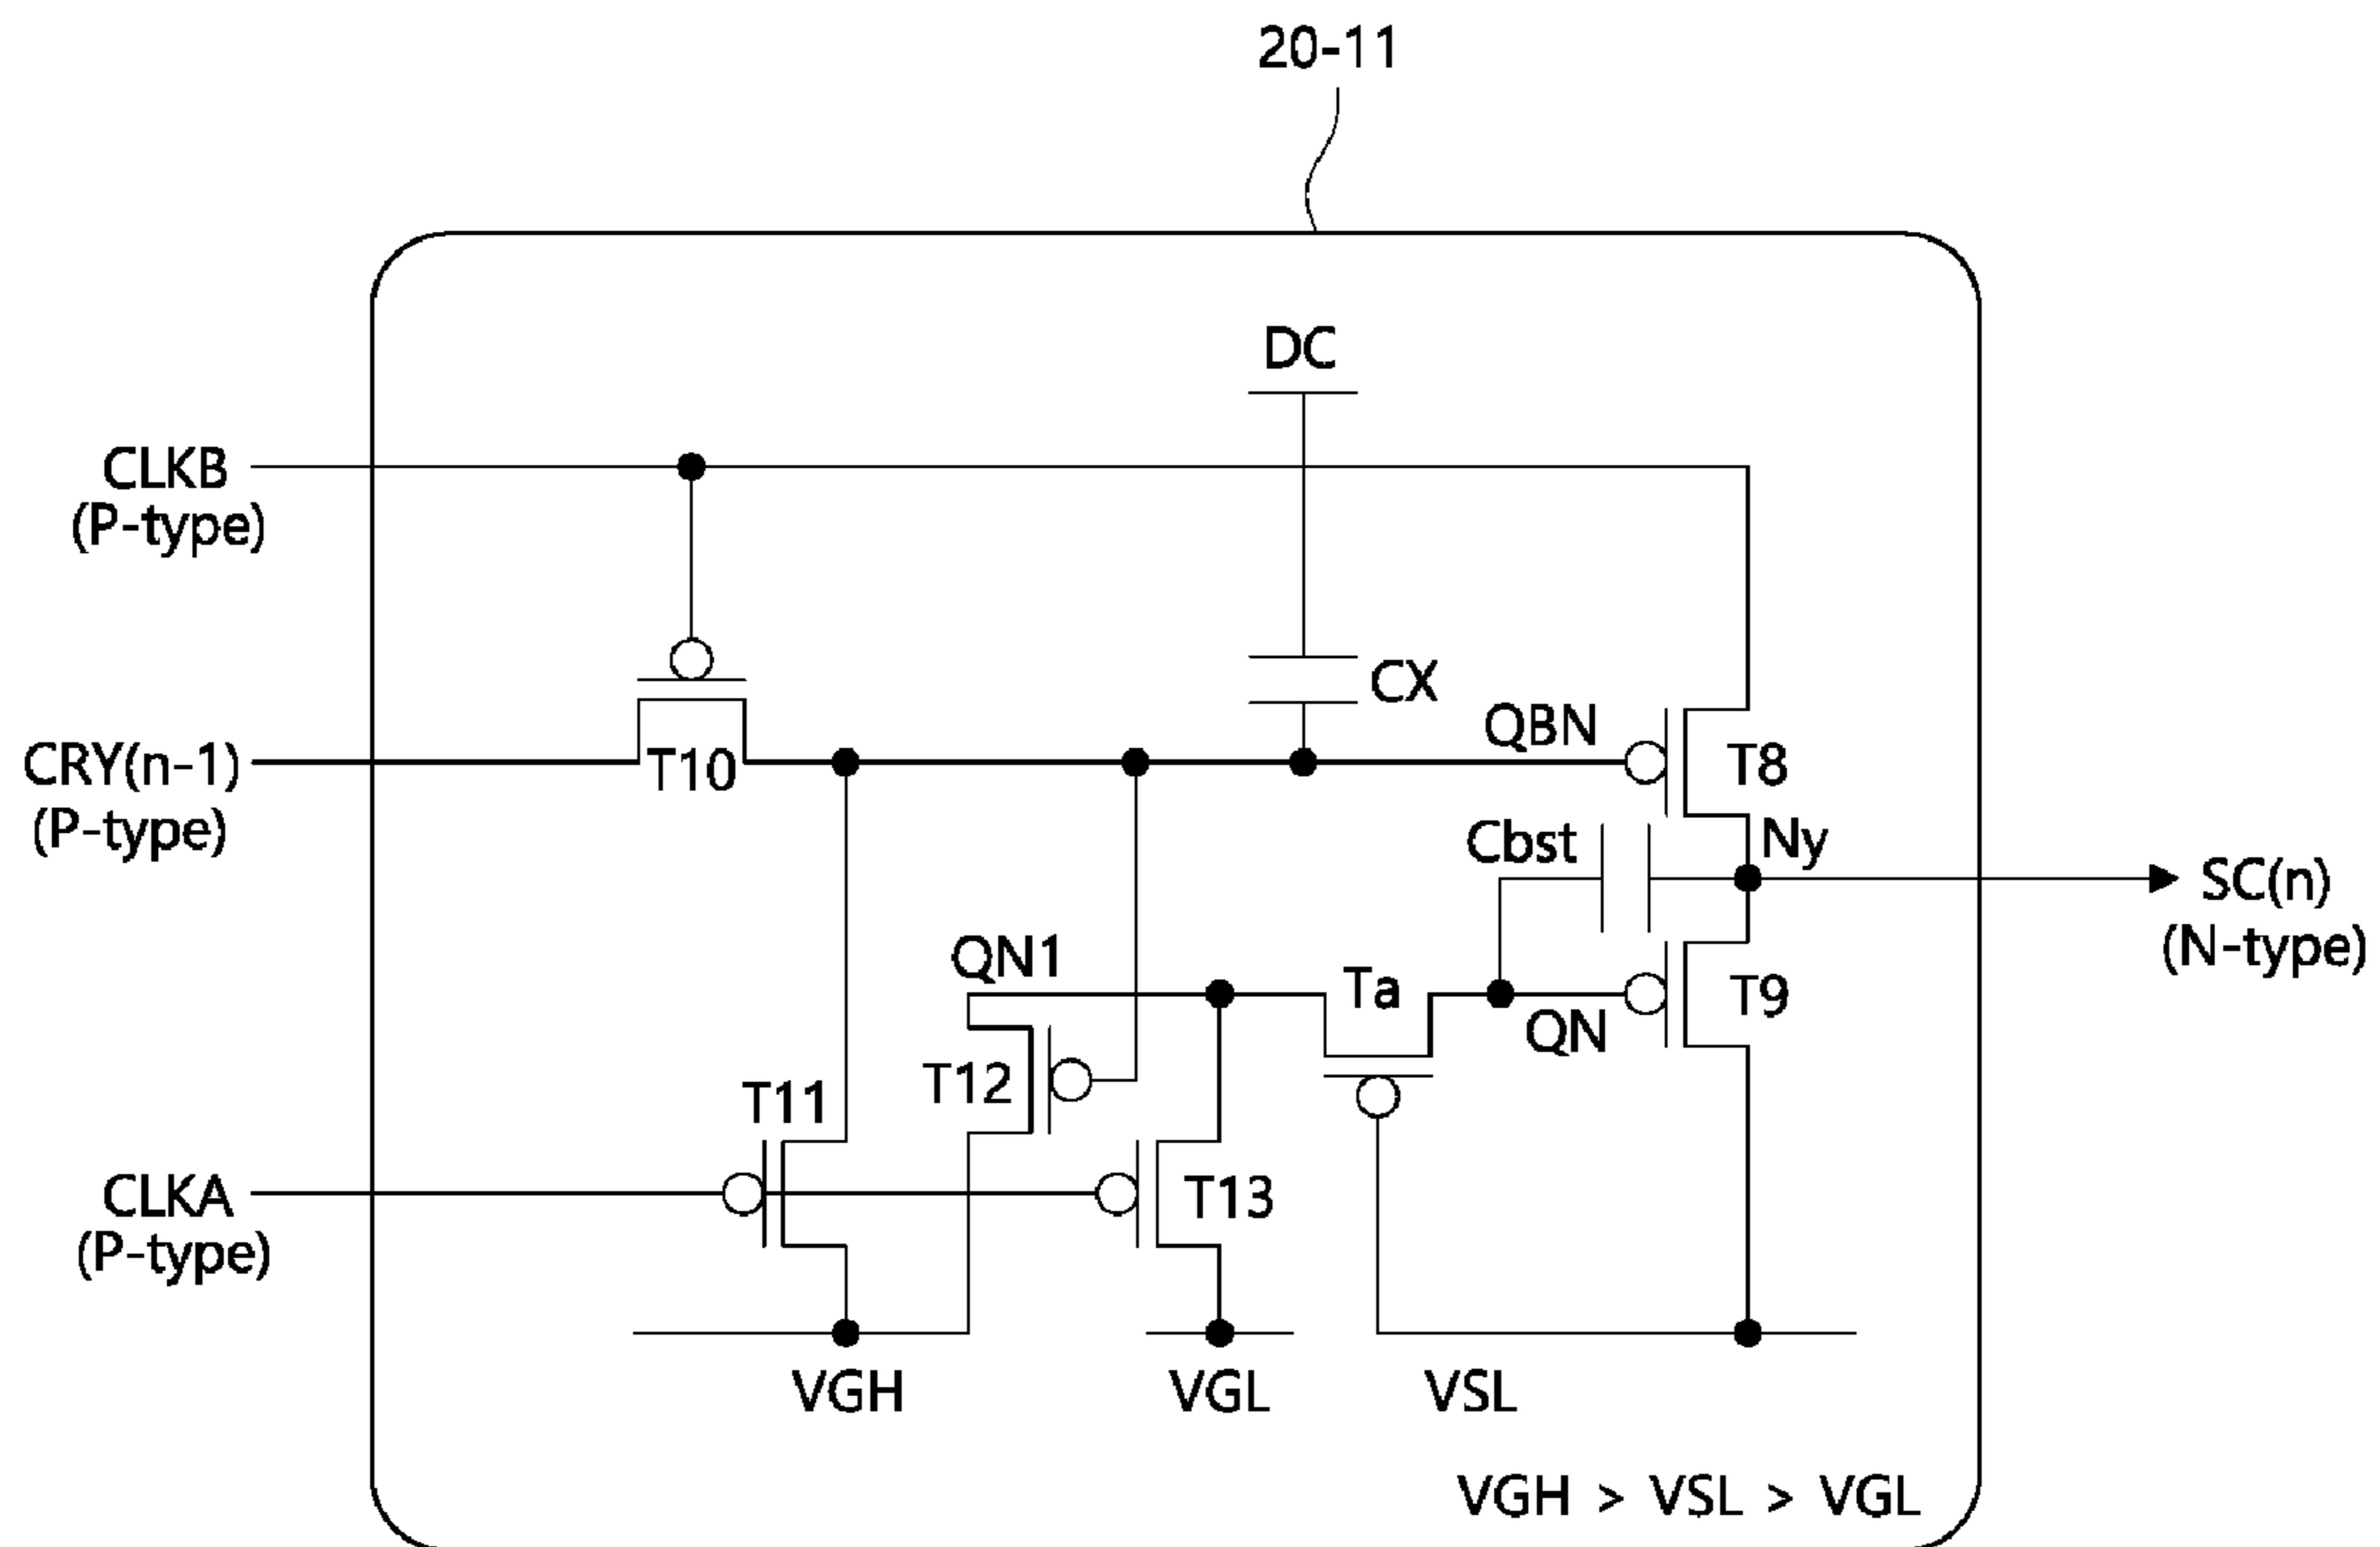 20-11
DC
CLKB
(P-type)
CX
QBN
CRY(n-1)
(P-type)
T10
T8
Cbst
Ny
SC(n)
(N-type)
QN1
Ta
QN
T9
T12
T11
CLKA
(P-type)
T13
VGH
VGL
VSL
VGH > VSL > VGL